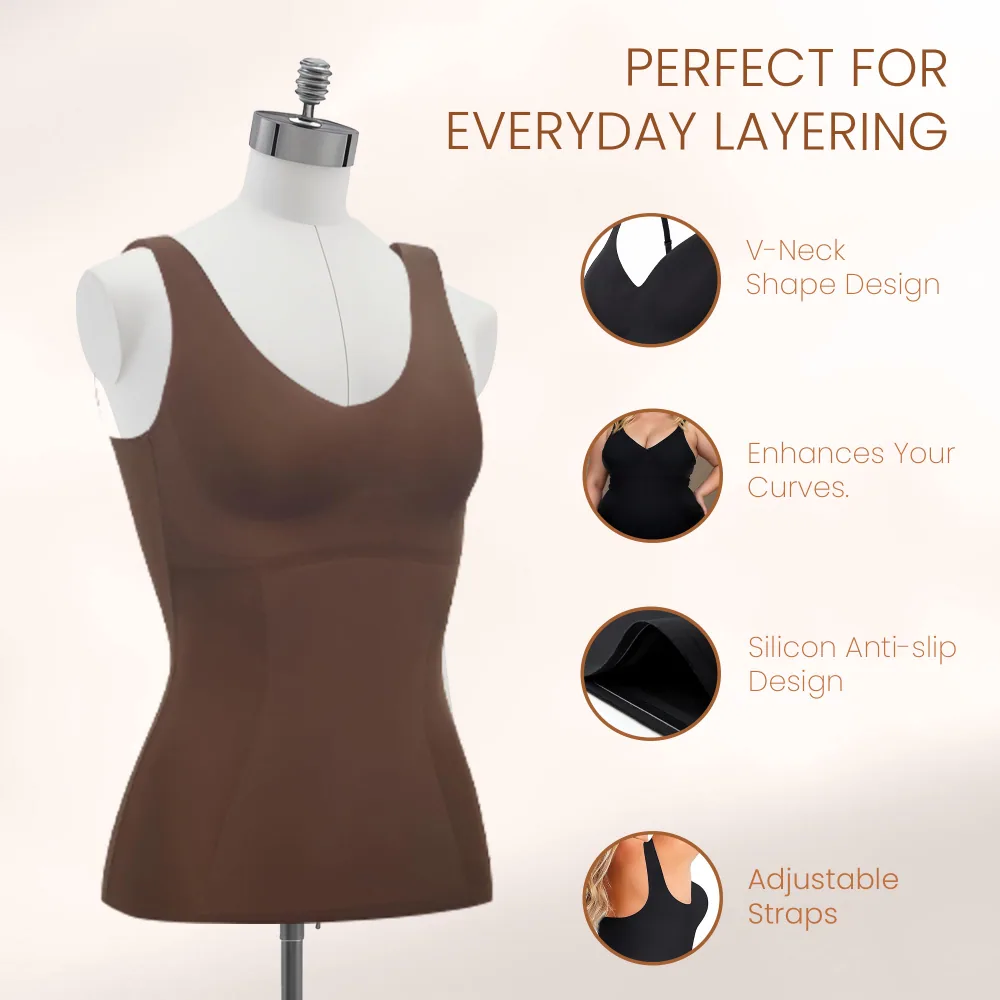 PERFECT FOR
EVERYDAY LAYERING
V-Neck
Shape Design
Enhances Your
Curves.
Silicon Anti-slip
Design
Adjustable
Straps